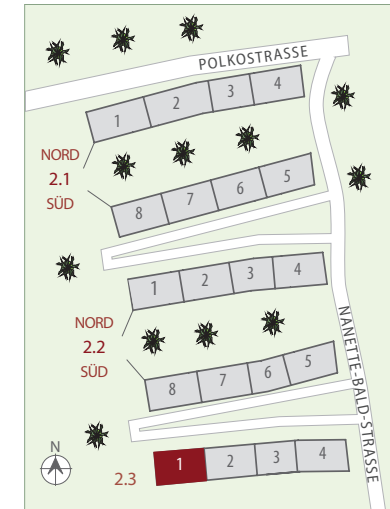 POLKOSTRASSE
1 2 3 4
NORD
2.1
SÜD
8 7 6 5
1 2 3 4
NORD
2.2
SÜD
8 7 6 5
NANETTE-BALD-STRASSE
N
2.3
1 2 3 4